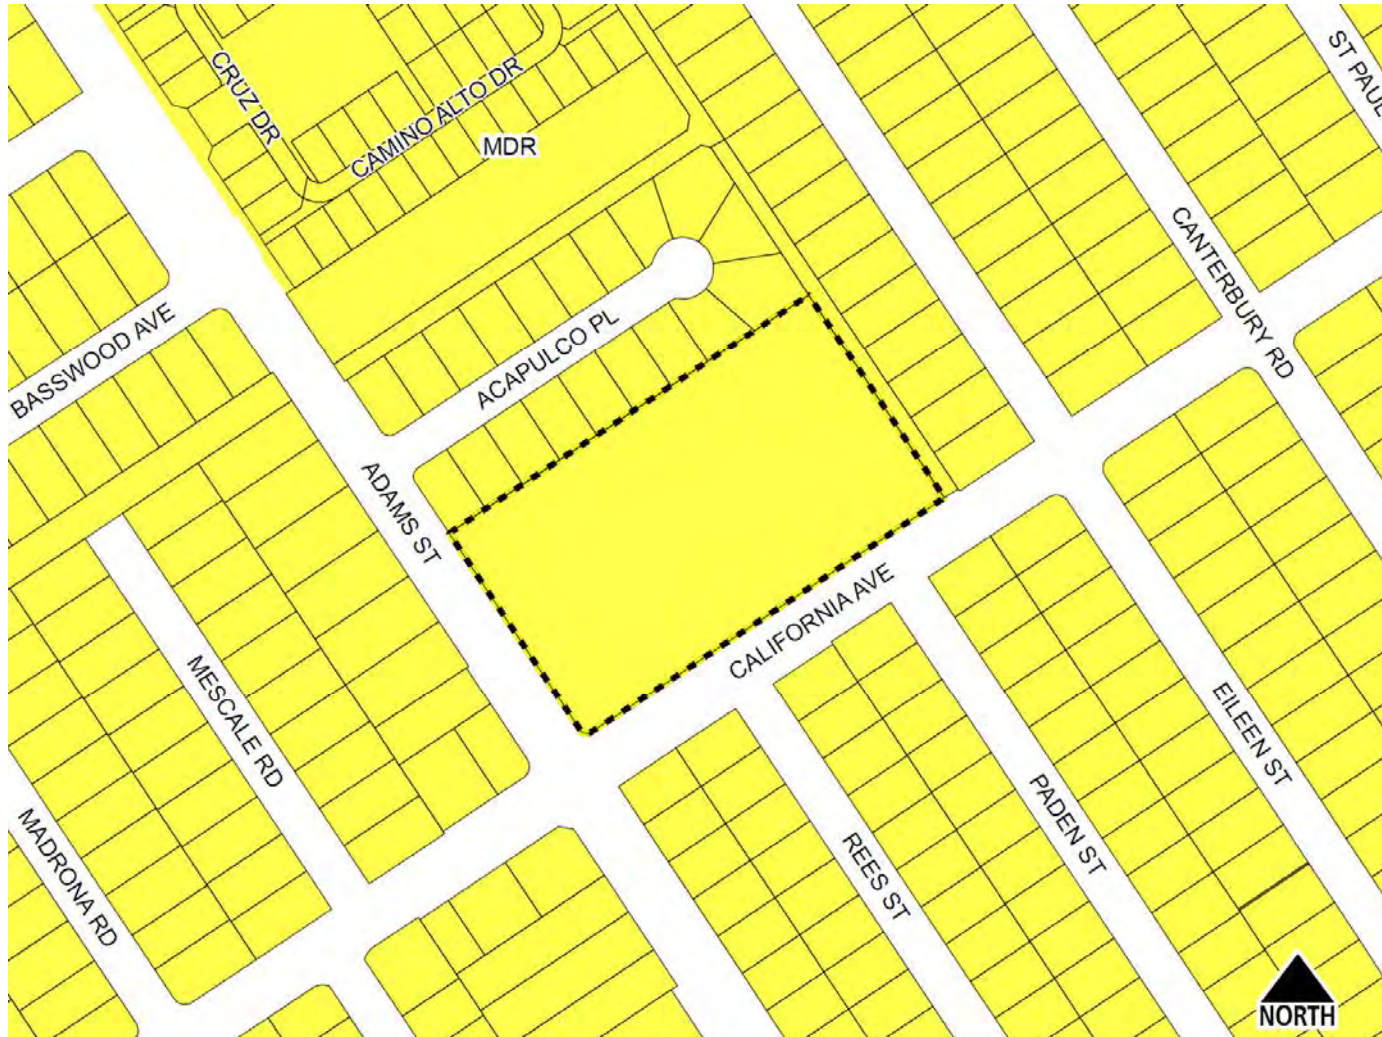 CRUZ DR
CAMINO ALTO DR
MDR
ST PAUL
CANTERBURY RD
BASSWOOD AVE
ACAPULCO PL
ADAMS ST
CALIFORNIA AVE
MESCALE RD
EILEEN ST
MADRONA RD
PADEN ST
REES ST
NORTH